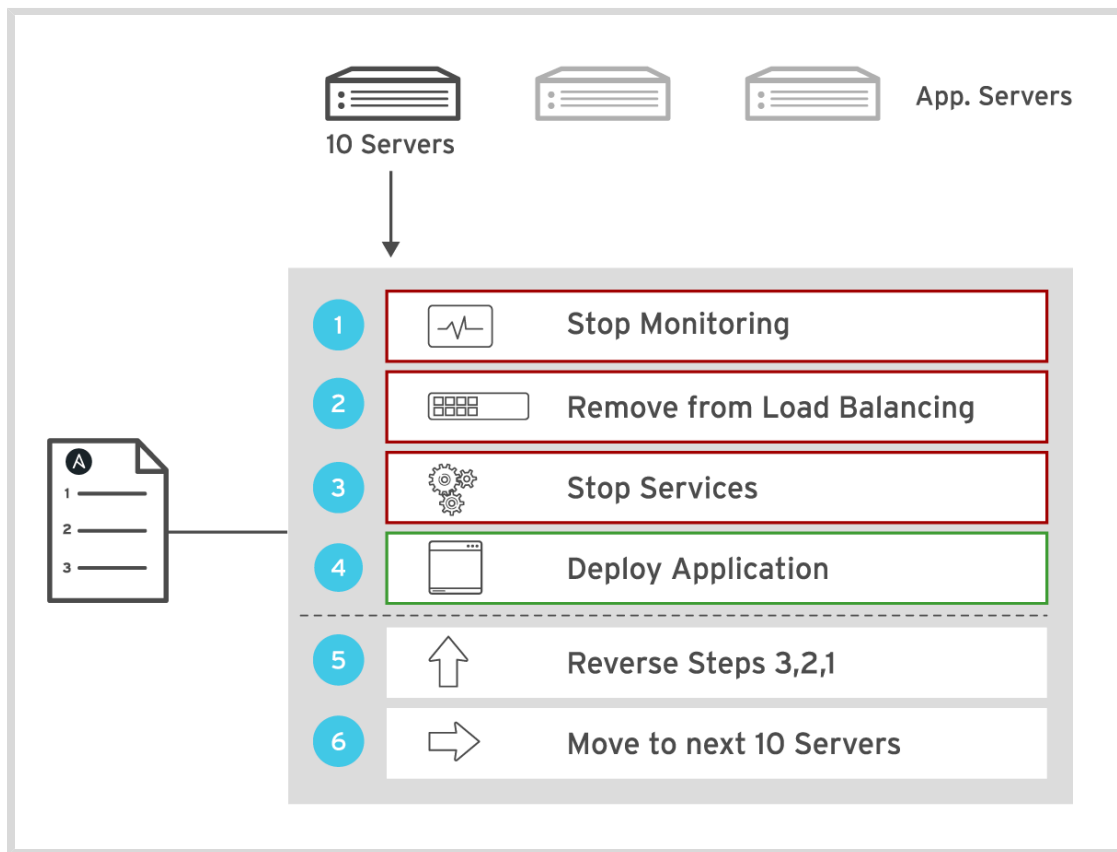 App. Servers
10 Servers
1 Stop Monitoring
2 Remove from Load Balancing
3 Stop Services
4 Deploy Application
5 Reverse Steps 3,2,1
6 Move to next 10 Servers
A
1
2
3